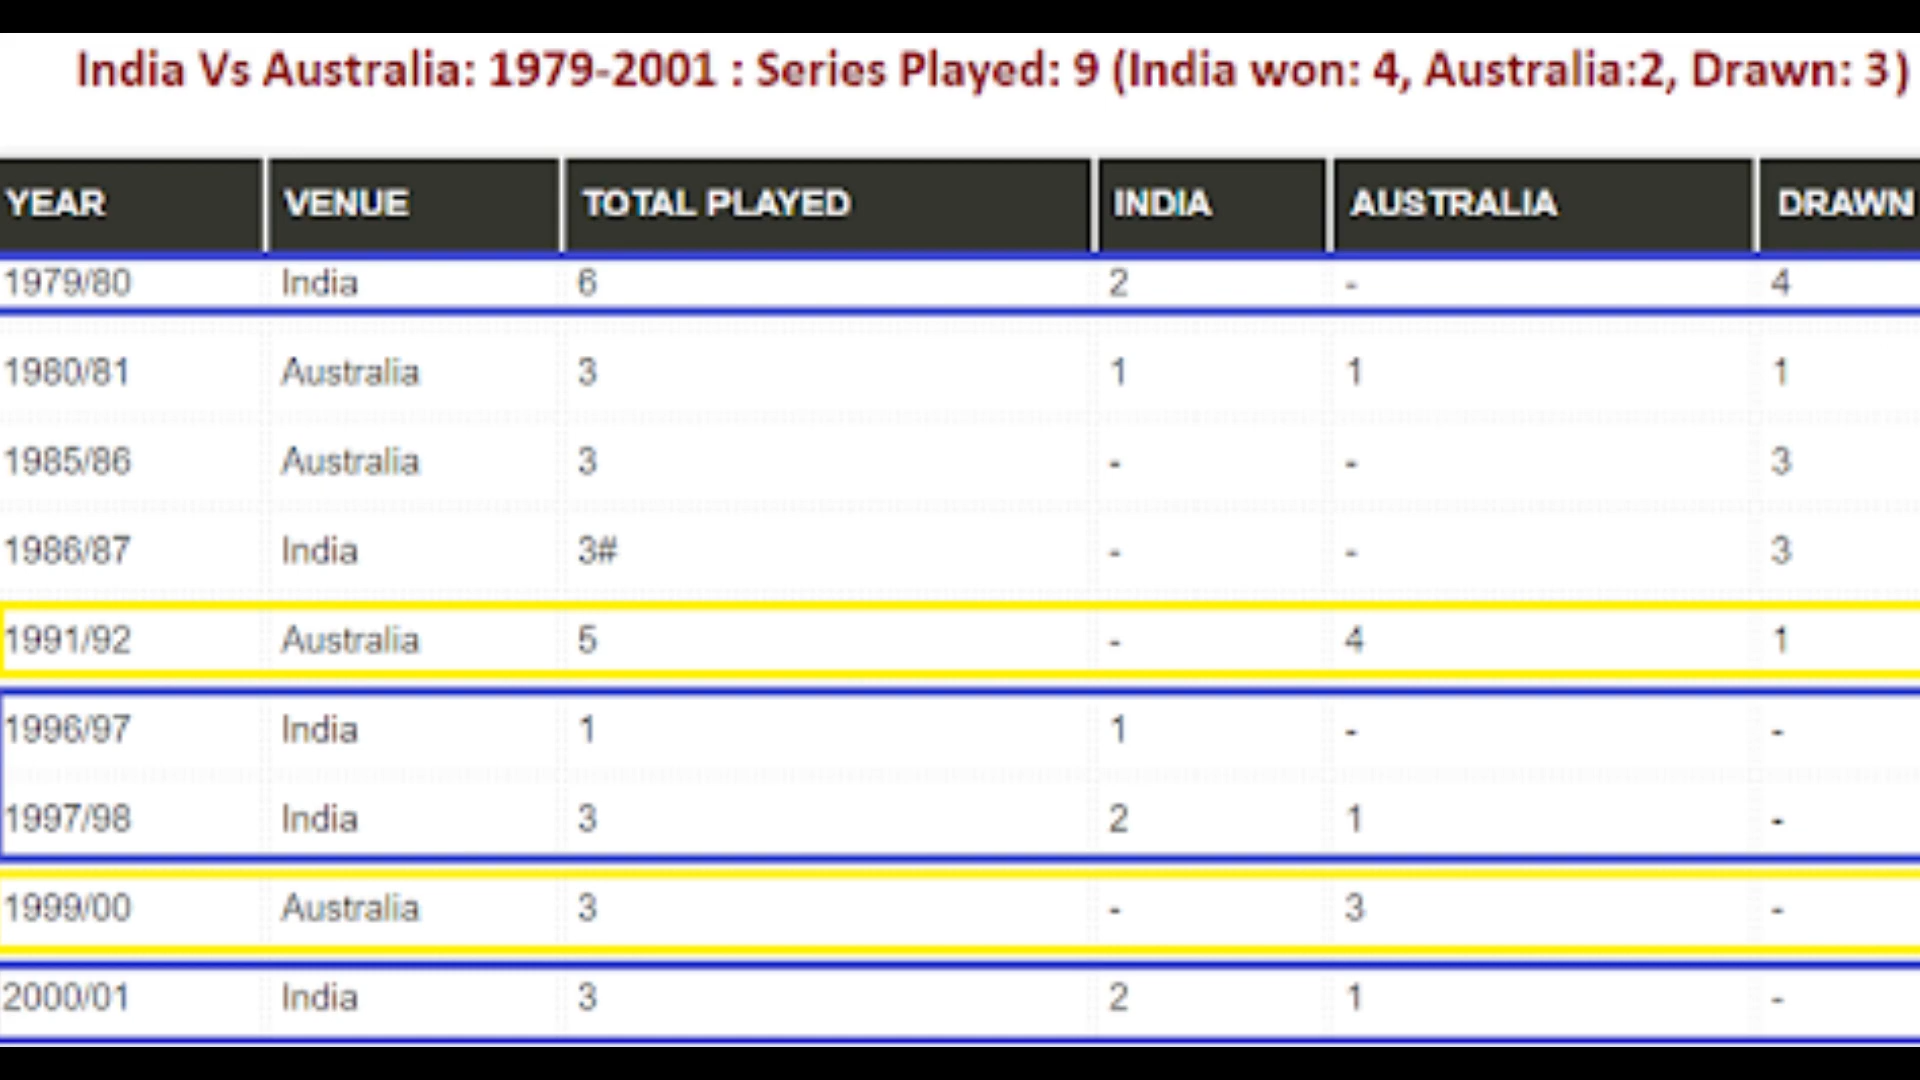 India Vs Australia: 1979-2001 : Series Played: 9 (India won: 4, Australia:2, Drawn: 3)
YEAR VENUE TOTAL PLAYED INDIA AUSTRALIA DRAWN
1979/80 India 6 2 - 4
1980/81 Australia 3 1 1 1
1985/86 Australia 3 - - 3
1986/87 India 3# - - 3
1991/92 Australia 5 - 4 1
1996/97 India 1 1 - -
1997/98 India 3 2 1 -
1999/00 Australia 3 - 3 -
2000/01 India 3 2 1 -